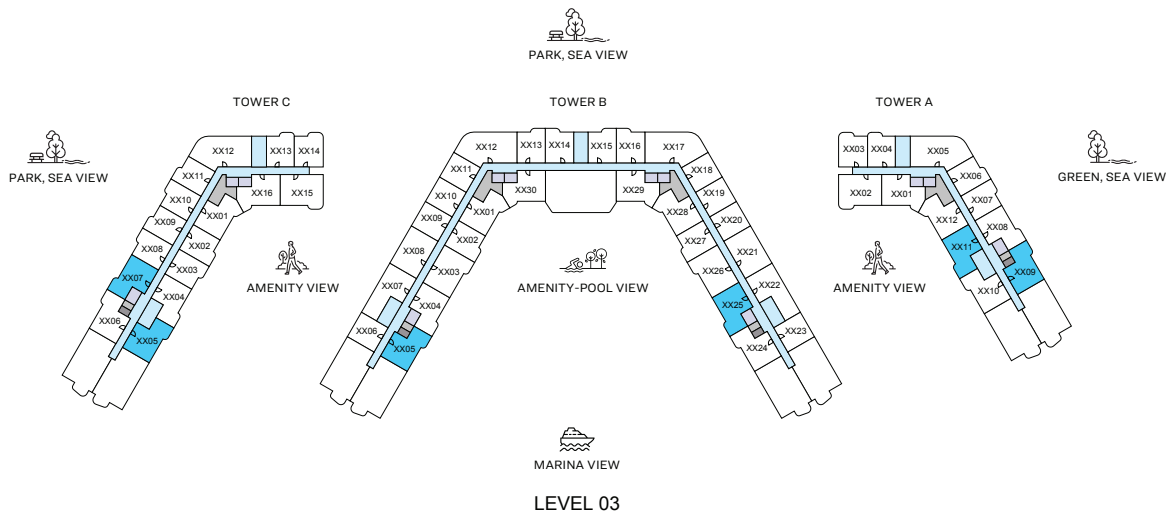 PARK, SEA VIEW
TOWER C
TOWER B
TOWER A
PARK, SEA VIEW
GREEN, SEA VIEW
XX12
XX13
XX14
XX11
XX16
XX15
XX10
XX01
XX09
XX02
XX08
XX03
XX07
XX04
XX06
XX05
AMENITY VIEW
XX12
XX13
XX14
XX15
XX16
XX17
XX11
XX30
XX29
XX18
XX10
XX01
XX28
XX19
XX09
XX02
XX27
XX20
XX08
XX03
XX26
XX21
XX07
XX04
XX25
XX22
XX06
XX05
XX24
XX23
AMENITY-POOL VIEW
XX03
XX04
XX05
XX02
XX01
XX06
XX07
XX12
XX08
XX11
XX09
XX10
AMENITY VIEW
MARINA VIEW
LEVEL 03